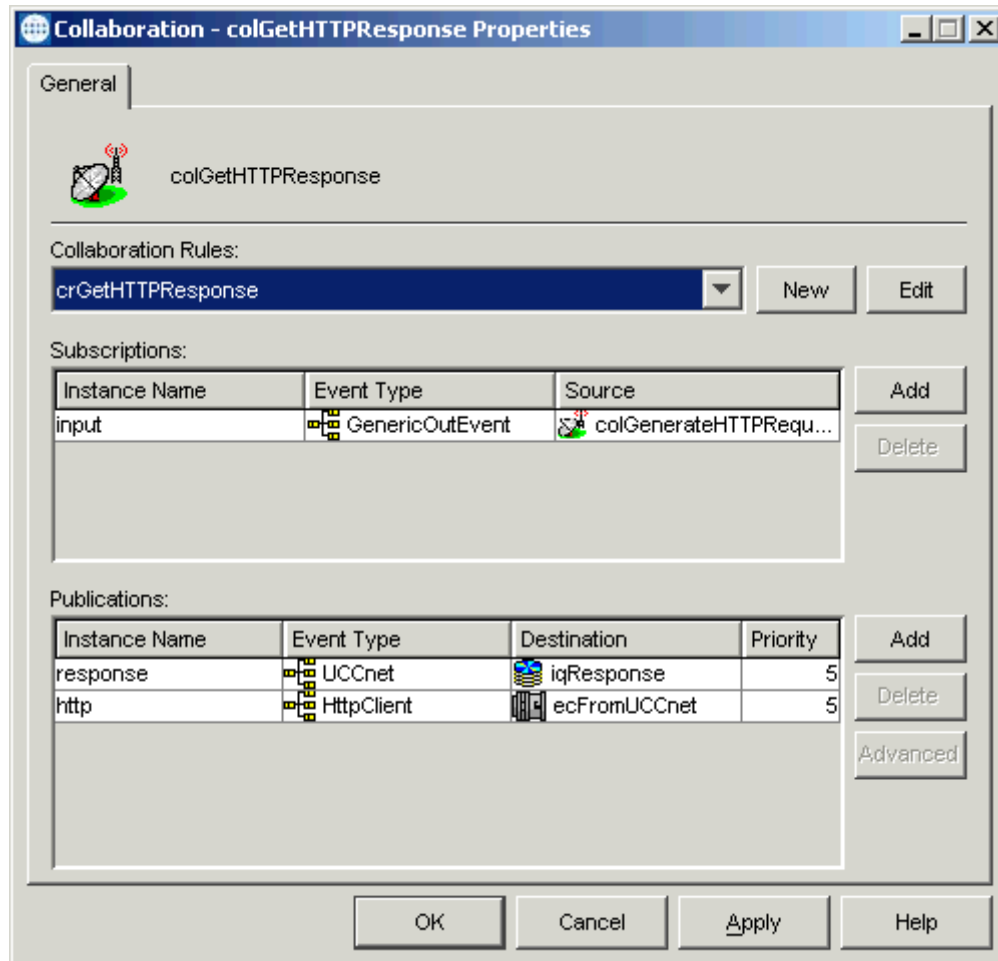 Collaboration - colGetHTTPResponse Properties
General
colGetHTTPResponse
Collaboration Rules:
crGetHTTPResponse New Edit
Subscriptions:
Instance Name Event Type Source Add
input GenericOutEvent colGenerateHTTPRequ...
Delete
Publications:
Instance Name Event Type Destination Priority Add
response UCCnet iqResponse 5
http HttpClient ecFromUCCnet 5
Delete
Advanced
OK Cancel Apply Help